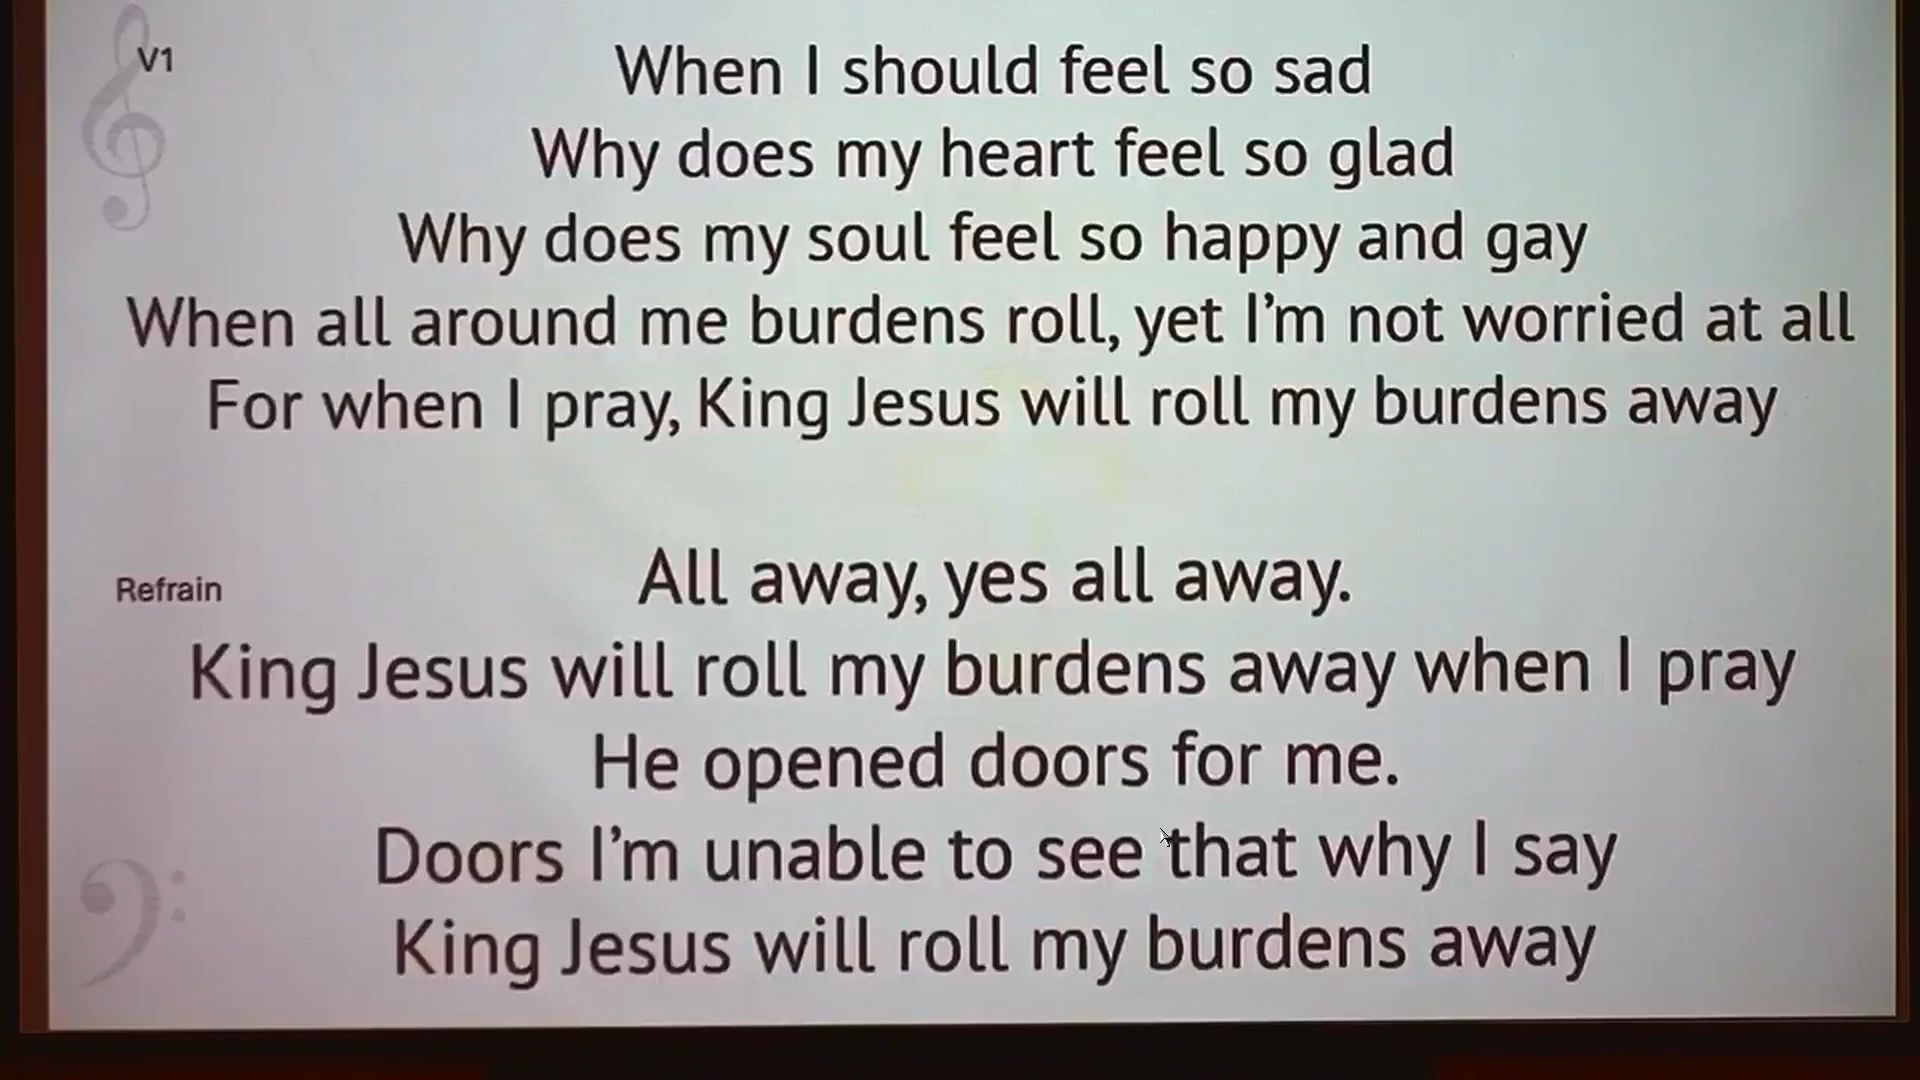 V1
When I should feel so sad
Why does my heart feel so glad
Why does my soul feel so happy and gay
When all around me burdens roll, yet I'm not worried at all
For when I pray, King Jesus will roll my burdens away
Refrain
All away, yes all away.
King Jesus will roll my burdens away when I pray
He opened doors for me.
Doors I'm unable to see that why I say
King Jesus will roll my burdens away